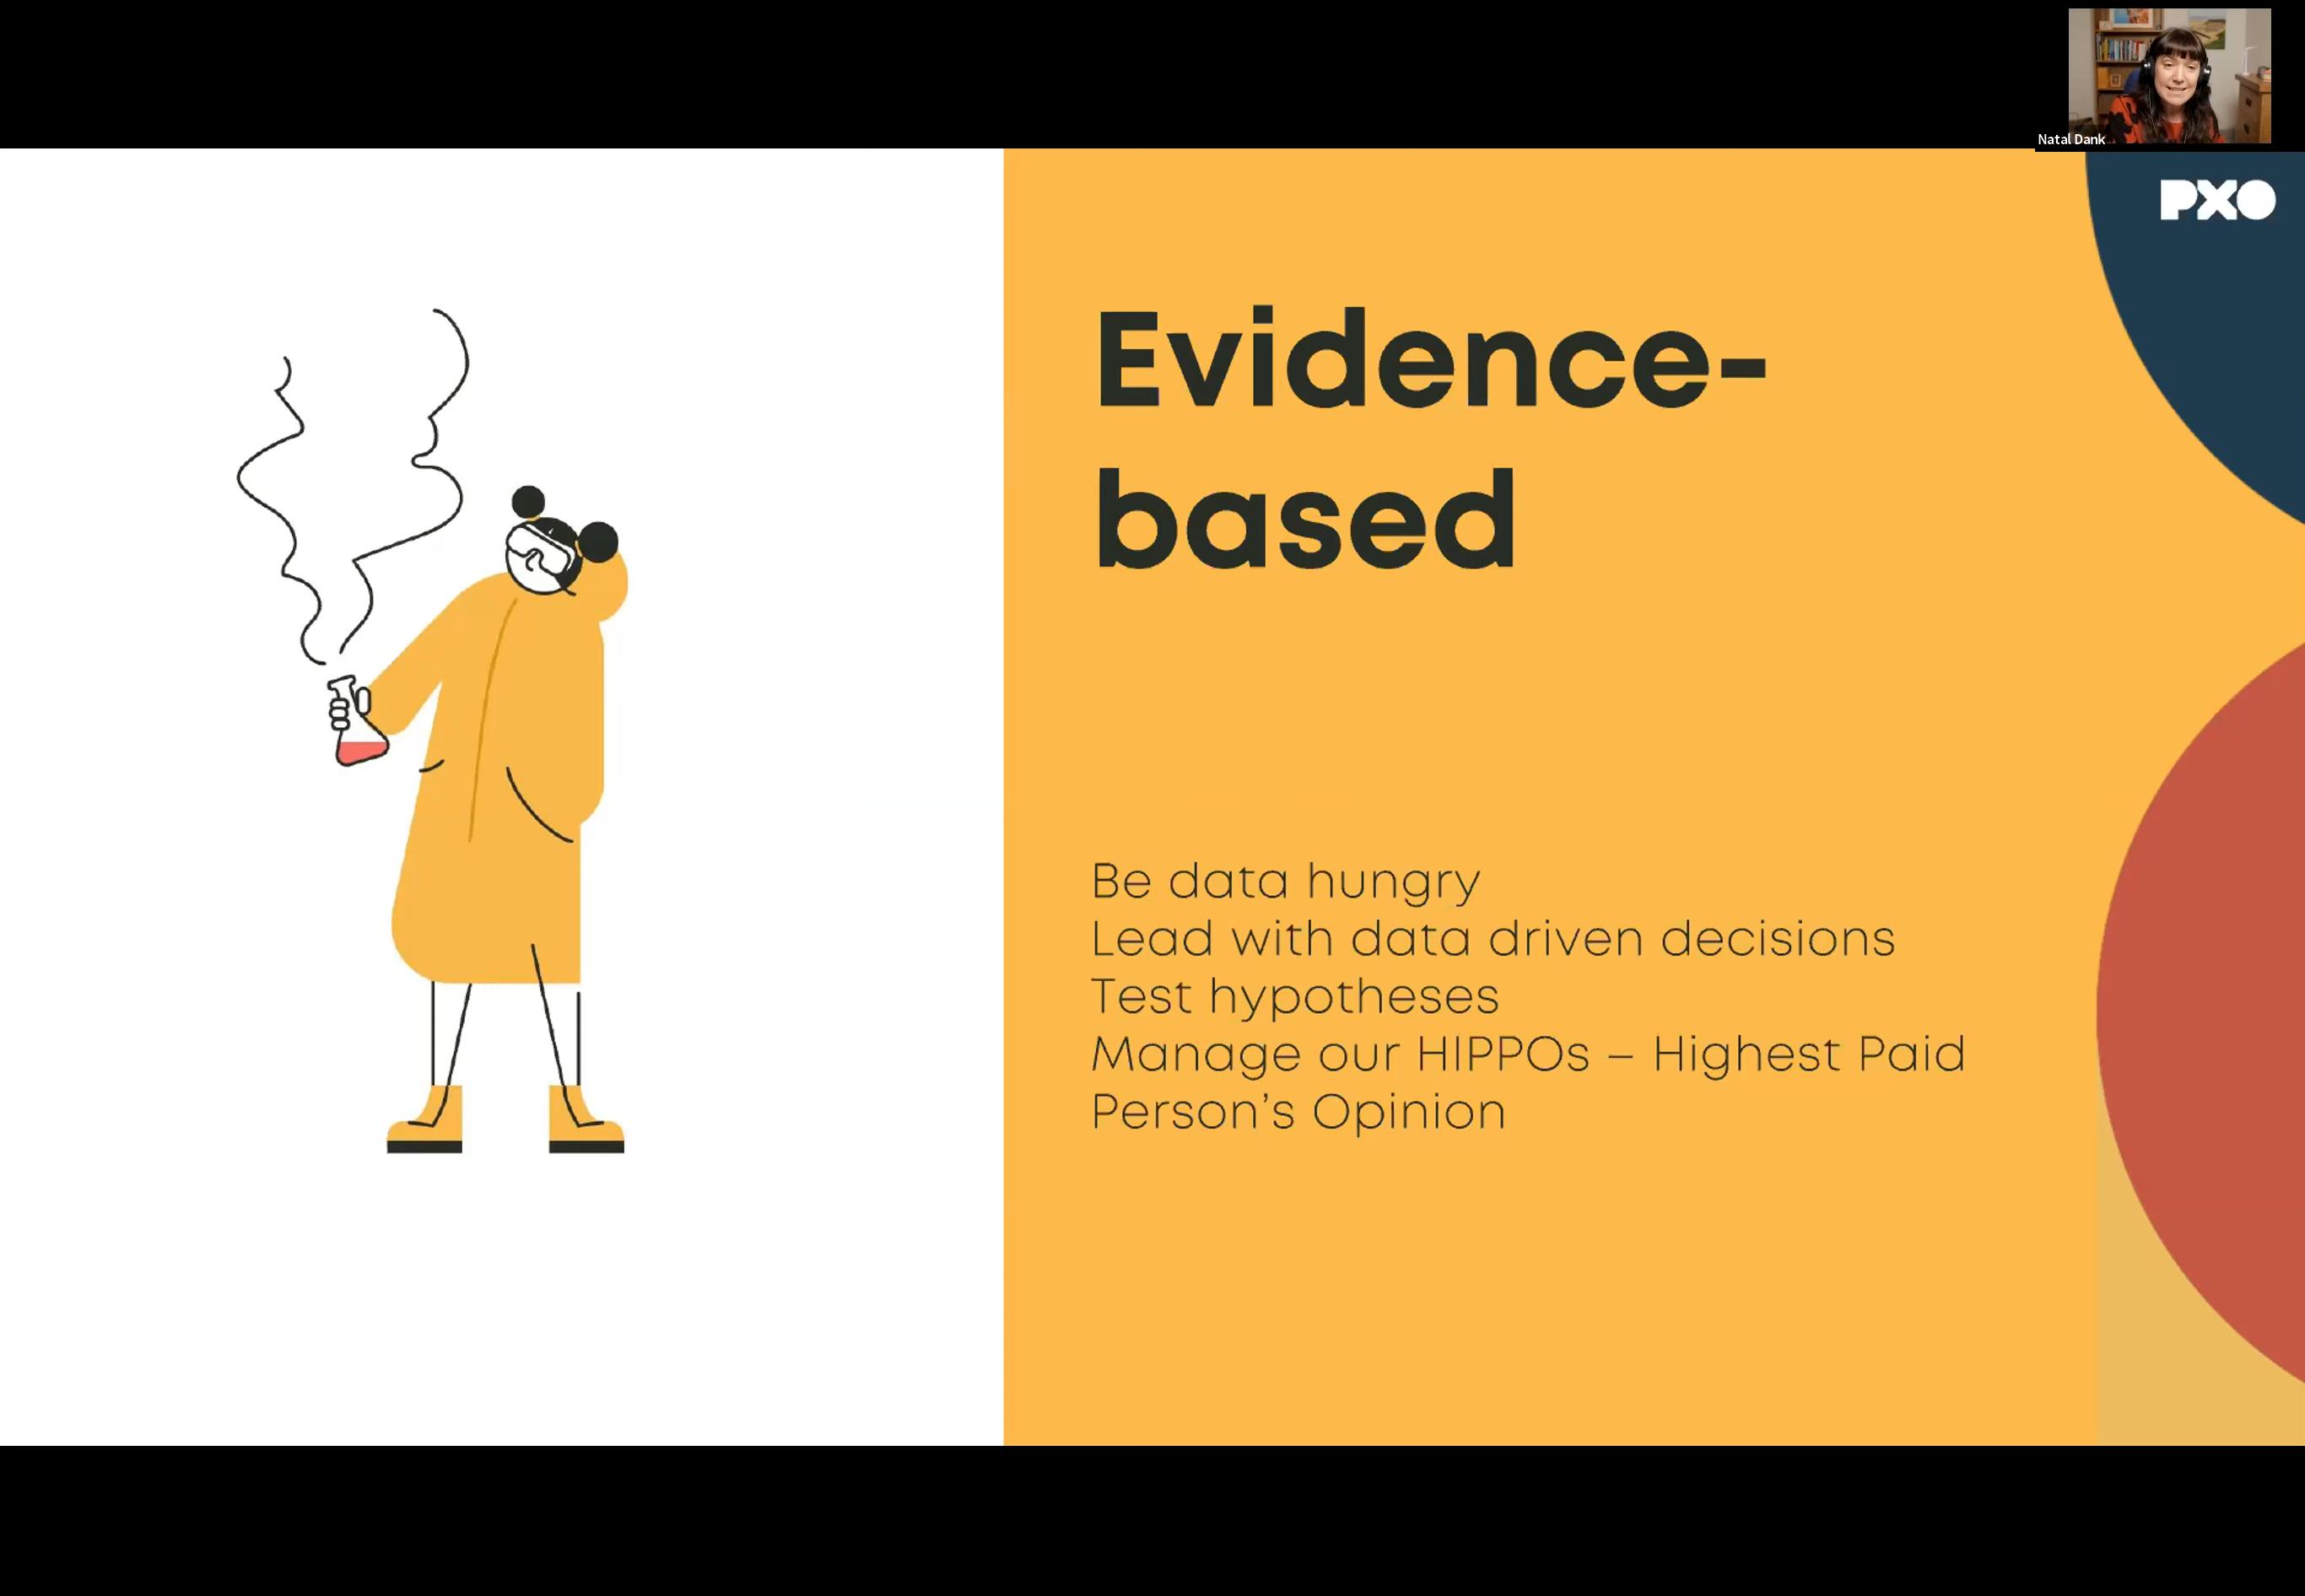 Natal Dank
PXO
Evidence-
based
Be data hungry
Lead with data driven decisions
Test hypotheses
Manage our HIPPOs – Highest Paid
Person’s Opinion